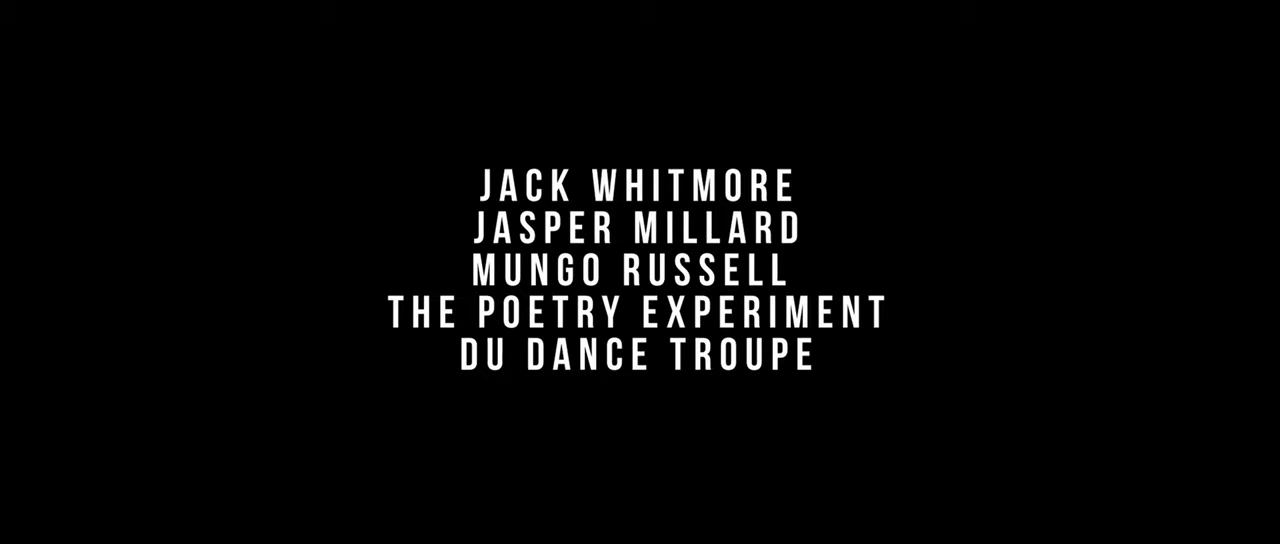 JACK WHITMORE
JASPER MILLARD
MUNGO RUSSELL
THE POETRY EXPERIMENT
DU DANCE TROUPE